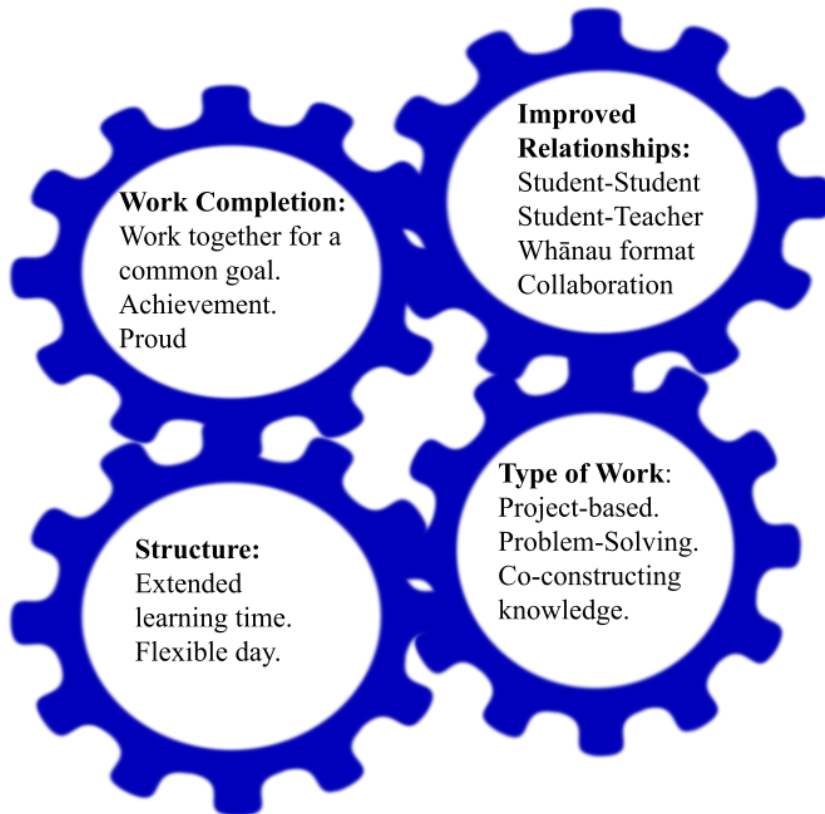 Work Completion:
Work together for a
common goal.
Achievement.
Proud
Improved
Relationships:
Student-Student
Student-Teacher
Whānau format
Collaboration
Structure:
Extended
learning time.
Flexible day.
Type of Work:
Project-based.
Problem-Solving.
Co-constructing
knowledge.